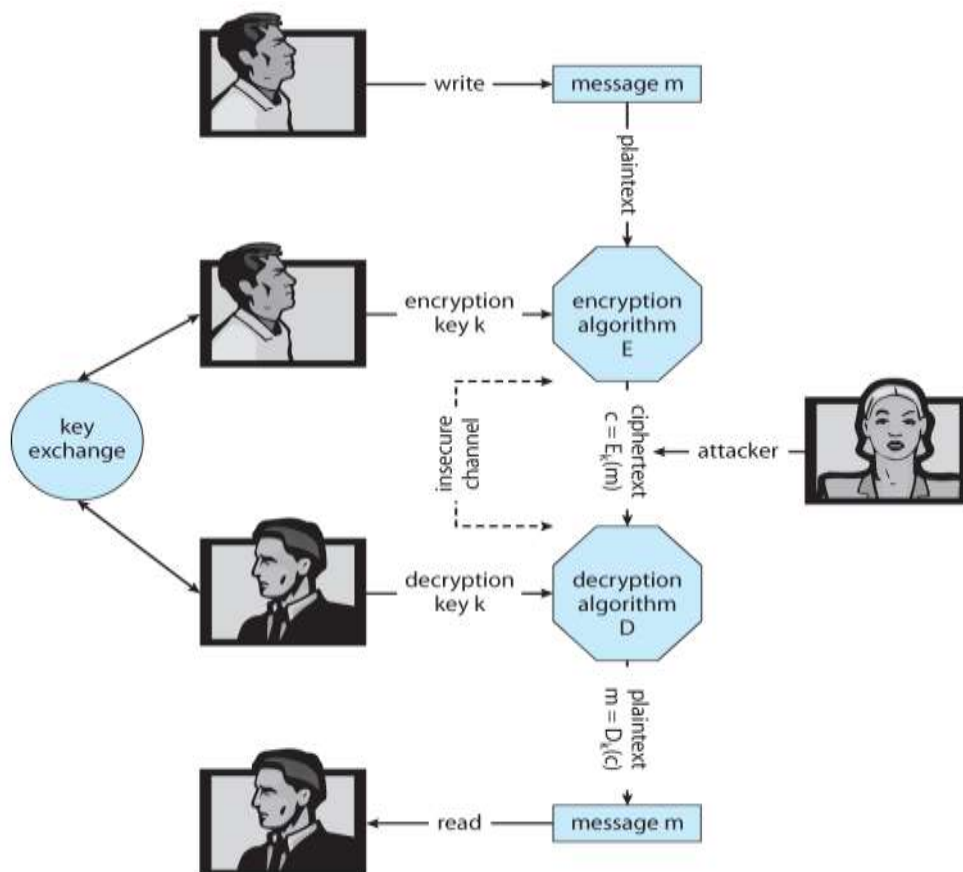 write
message m
plaintext
encryption
key k
encryption
algorithm
E
key
exchange
insecure
channel
ciphertext
c = Eₖ(m)
attacker
decryption
key k
decryption
algorithm
D
plaintext
m = Dₖ(c)
read
message m